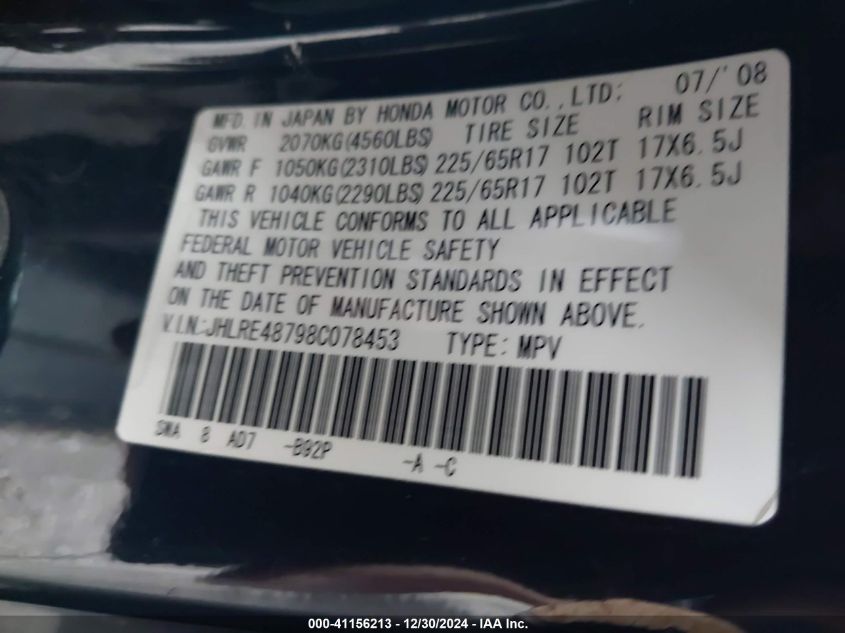 07/'08
MFD. IN JAPAN BY HONDA MOTOR CO.,LTD:
GVWR 2070KG(4560LBS) TIRE SIZE RIM SIZE
GAWR F 1050KG(2310LBS) 225/65R17 102T 17X6.5J
GAWR R 1040KG(2290LBS) 225/65R17 102T 17X6.5J
THIS VEHICLE CONFORMS TO ALL APPLICABLE
FEDERAL MOTOR VEHICLE SAFETY
AND THEFT PREVENTION STANDARDS IN EFFECT
ON THE DATE OF MANUFACTURE SHOWN ABOVE.
V.I.N.:JHLRE48798C078453 TYPE: MPV
SWA 8 AD7 -B92P -A -C
000-41156213 - 12/30/2024 - IAA Inc.